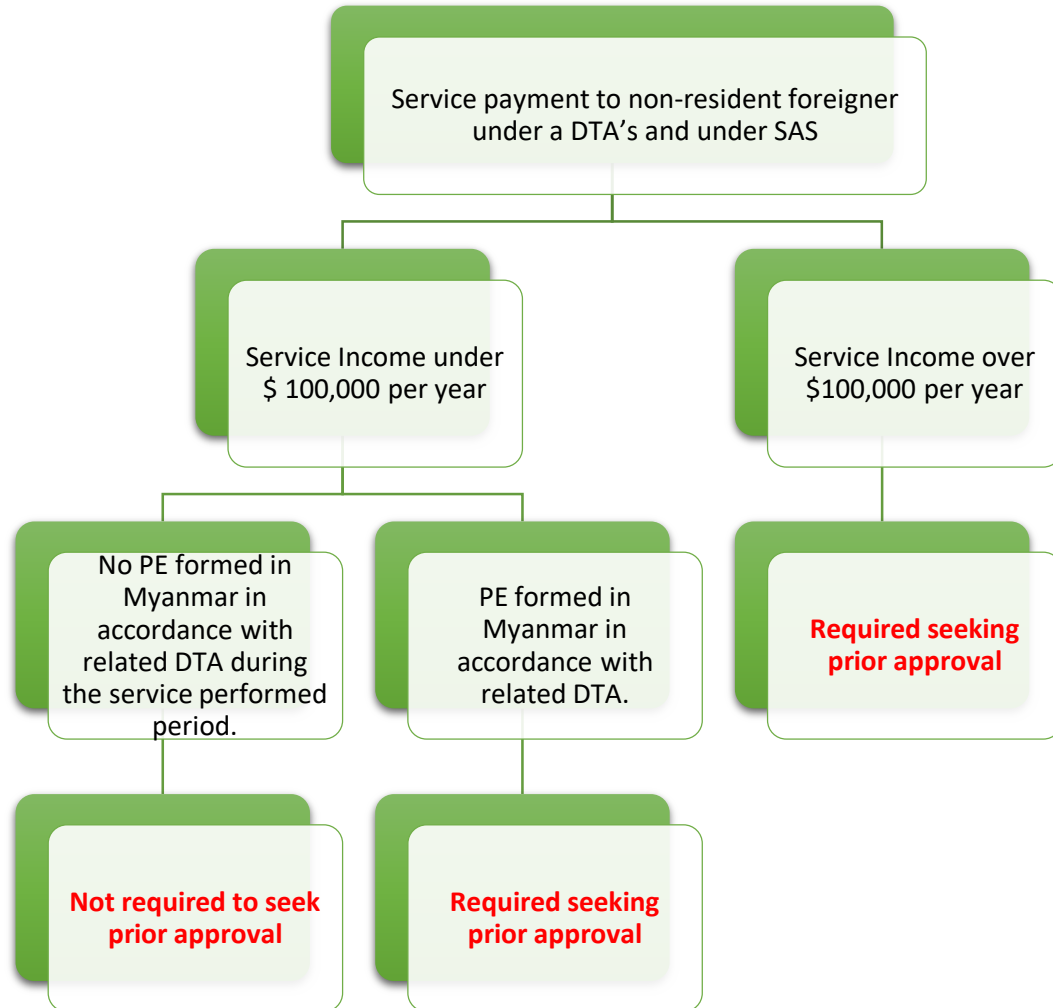 Service payment to non-resident foreigner
under a DTA's and under SAS
Service Income under
$ 100,000 per year
Service Income over
$100,000 per year
No PE formed in
Myanmar in
accordance with
related DTA during
the service performed
period.
PE formed in
Myanmar in
accordance with
related DTA.
Required seeking
prior approval
Not required to seek
prior approval
Required seeking
prior approval